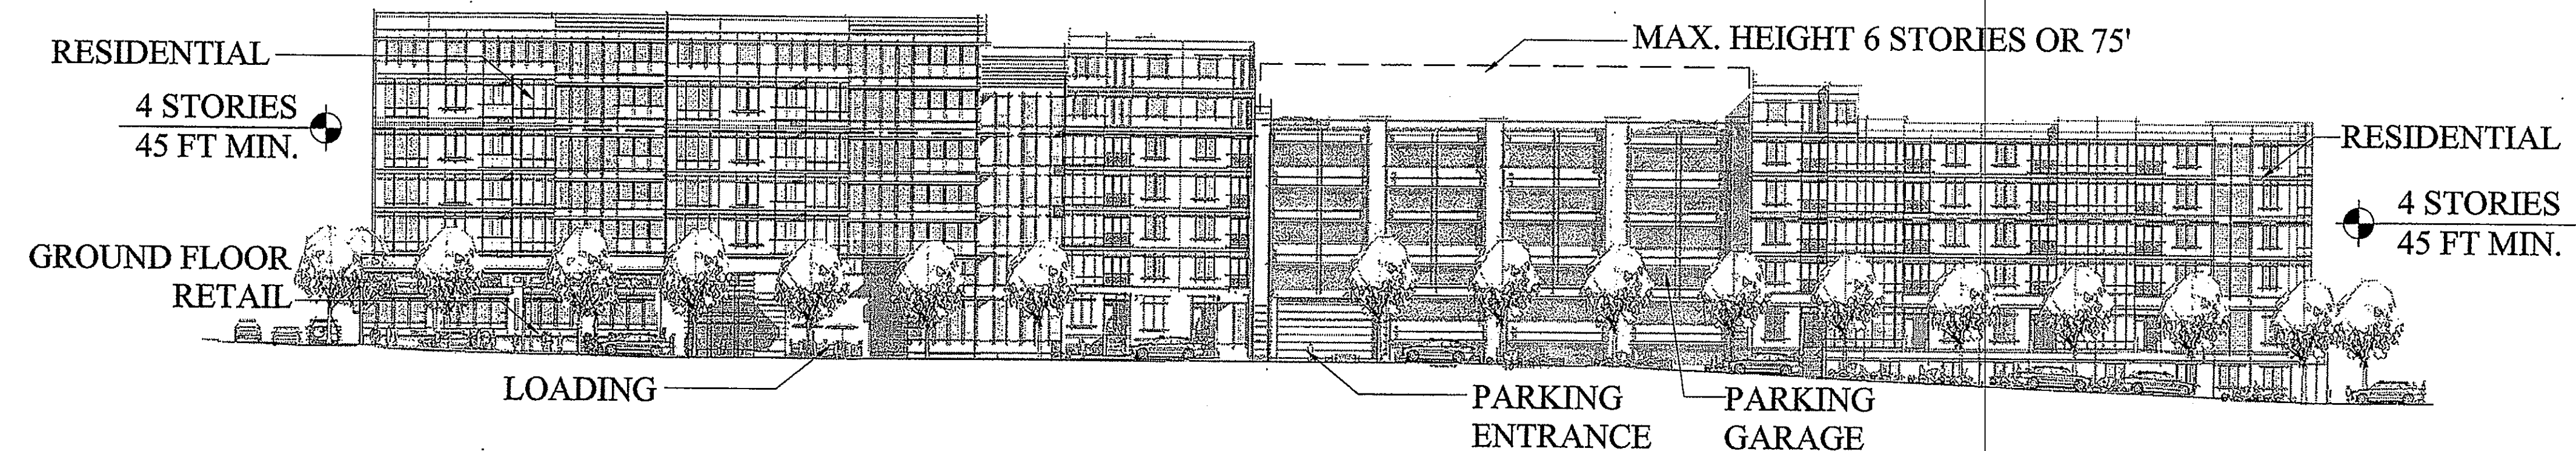 RESIDENTIAL
4 STORIES
45 FT MIN.
GROUND FLOOR
RETAIL
LOADING
MAX. HEIGHT 6 STORIES OR 75'
PARKING
ENTRANCE
PARKING
GARAGE
RESIDENTIAL
4 STORIES
45 FT MIN.